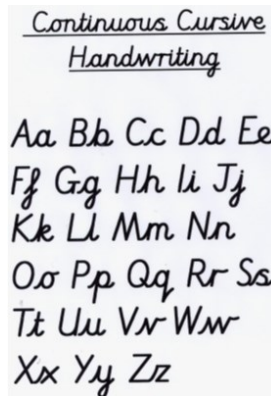 Continuous Cursive
Handwriting
Aa Bb Cc Dd Ee
Ff Gg Hh Ii Jj
Kk Ll Mm Nn
Oo Pp Qq Rr Ss
Tt Uu Vv Ww
Xx Yy Zz